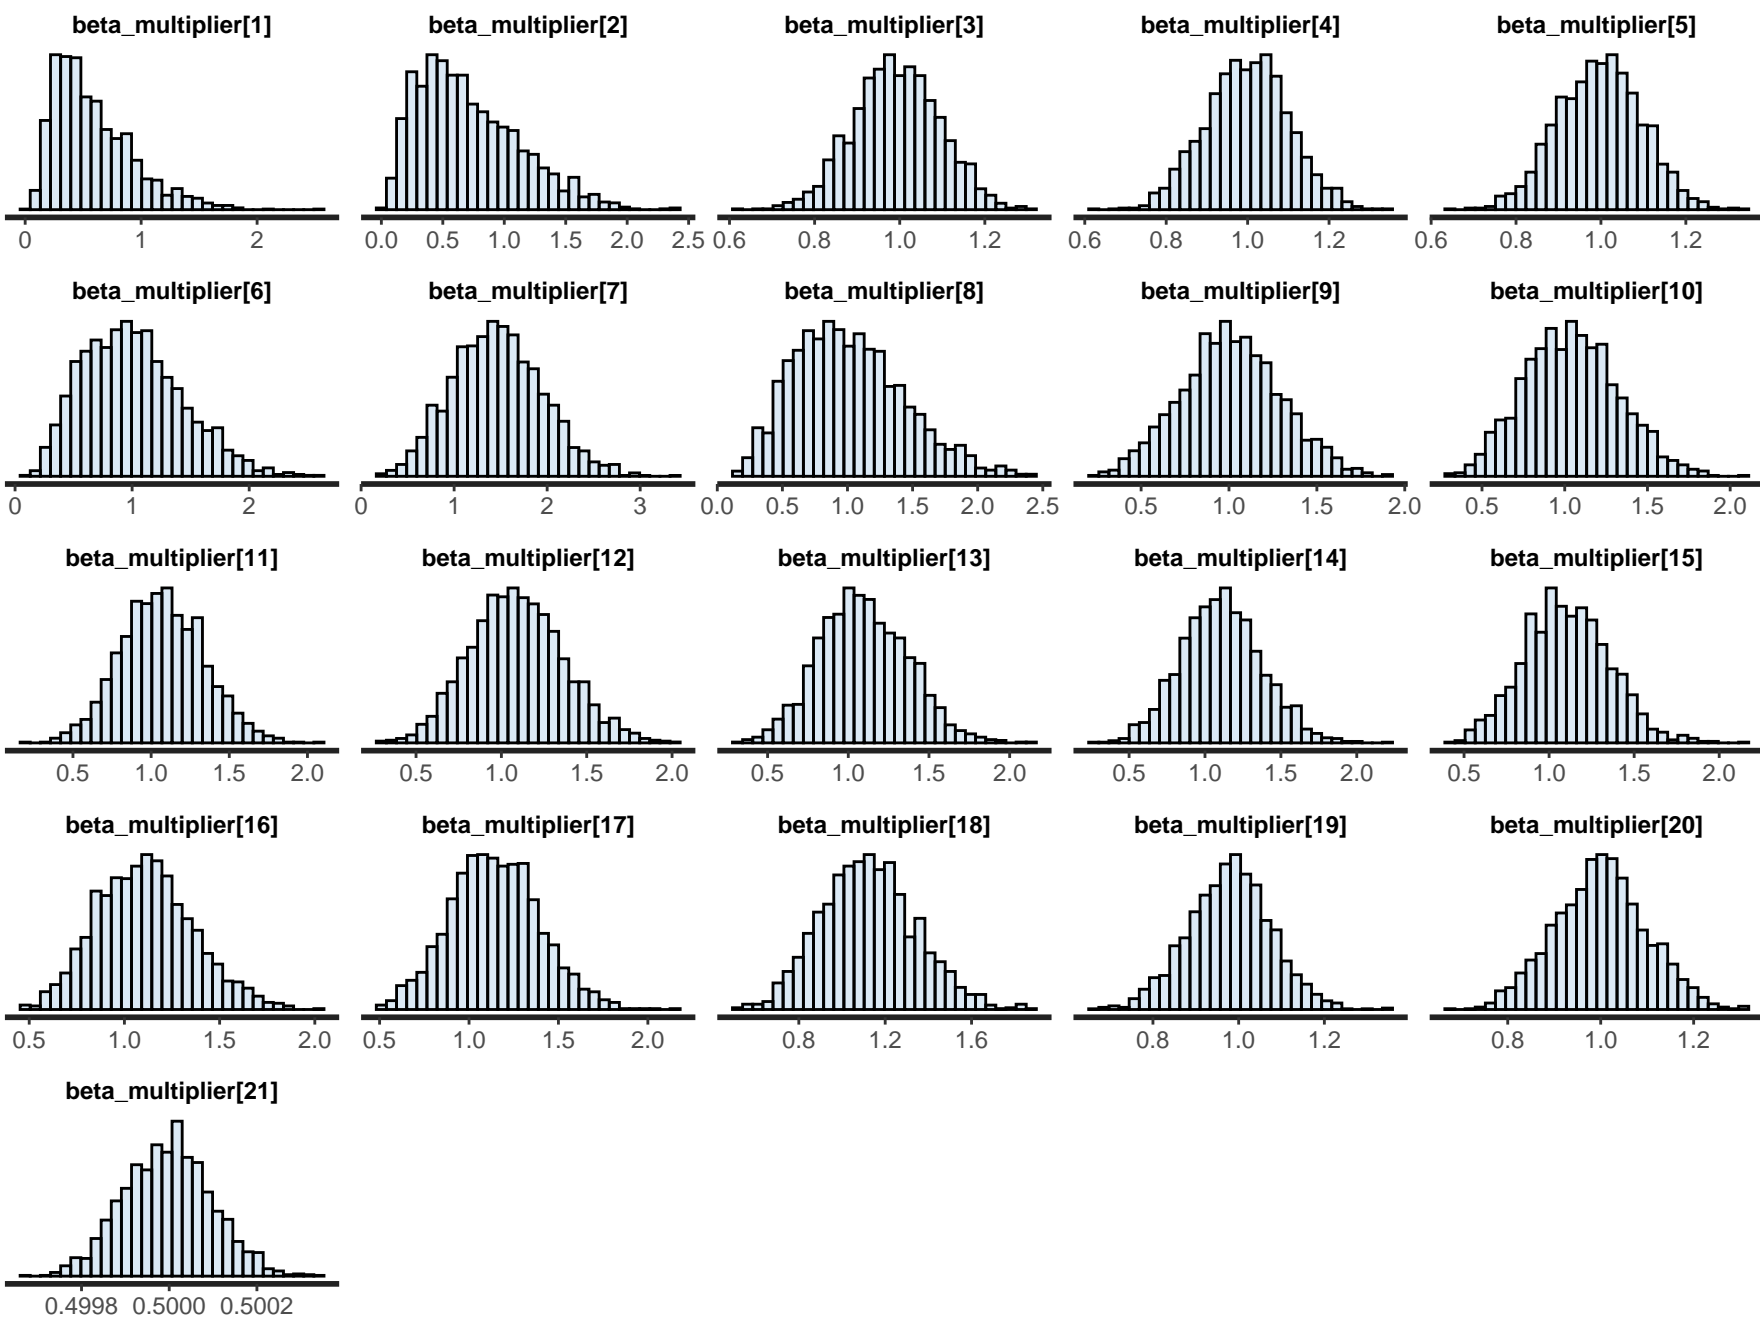 beta_multiplier[1] beta_multiplier[2] beta_multiplier[3] beta_multiplier[4] beta_multiplier[5]
0 1 2 0.0 0.5 1.0 1.5 2.0 2.5 0.6 0.8 1.0 1.2 0.6 0.8 1.0 1.2 0.6 0.8 1.0 1.2
beta_multiplier[6] beta_multiplier[7] beta_multiplier[8] beta_multiplier[9] beta_multiplier[10]
0 1 2 0 1 2 3 0.0 0.5 1.0 1.5 2.0 2.5 0.5 1.0 1.5 2.0 0.5 1.0 1.5 2.0
beta_multiplier[11] beta_multiplier[12] beta_multiplier[13] beta_multiplier[14] beta_multiplier[15]
0.5 1.0 1.5 2.0 0.5 1.0 1.5 2.0 0.5 1.0 1.5 2.0 0.5 1.0 1.5 2.0 0.5 1.0 1.5 2.0
beta_multiplier[16] beta_multiplier[17] beta_multiplier[18] beta_multiplier[19] beta_multiplier[20]
0.5 1.0 1.5 2.0 0.5 1.0 1.5 2.0 0.8 1.2 1.6 0.8 1.0 1.2 0.8 1.0 1.2
beta_multiplier[21]
0.4998 0.5000 0.5002